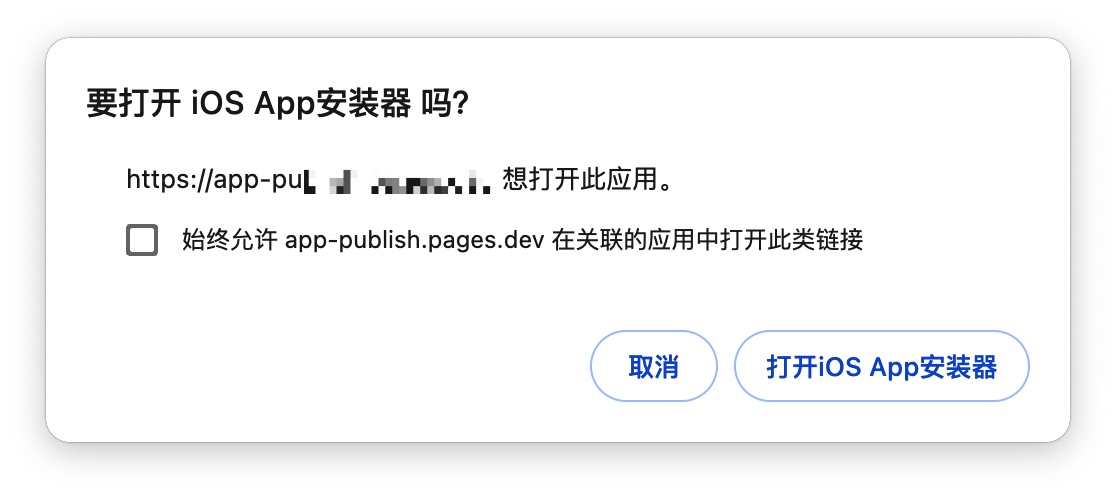 要打开 iOS App安装器 吗?
https://app-pu 想打开此应用。
始终允许 app-publish.pages.dev 在关联的应用中打开此类链接
取消
打开iOS App安装器